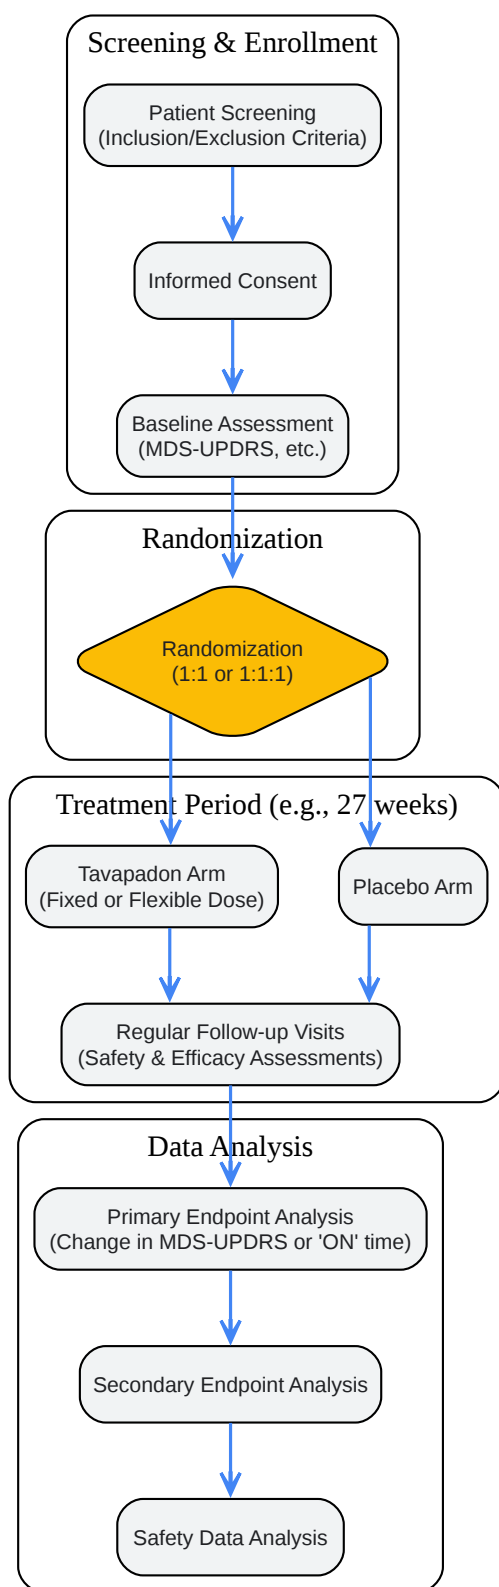 Screening & Enrollment
Patient Screening
(Inclusion/Exclusion Criteria)
Informed Consent
Baseline Assessment
(MDS-UPDRS, etc.)
Randomization
Randomization
(1:1 or 1:1:1)
Treatment Period (e.g., 27 weeks)
Tavapadon Arm
(Fixed or Flexible Dose)
Placebo Arm
Regular Follow-up Visits
(Safety & Efficacy Assessments)
Data Analysis
Primary Endpoint Analysis
(Change in MDS-UPDRS or 'ON' time)
Secondary Endpoint Analysis
Safety Data Analysis